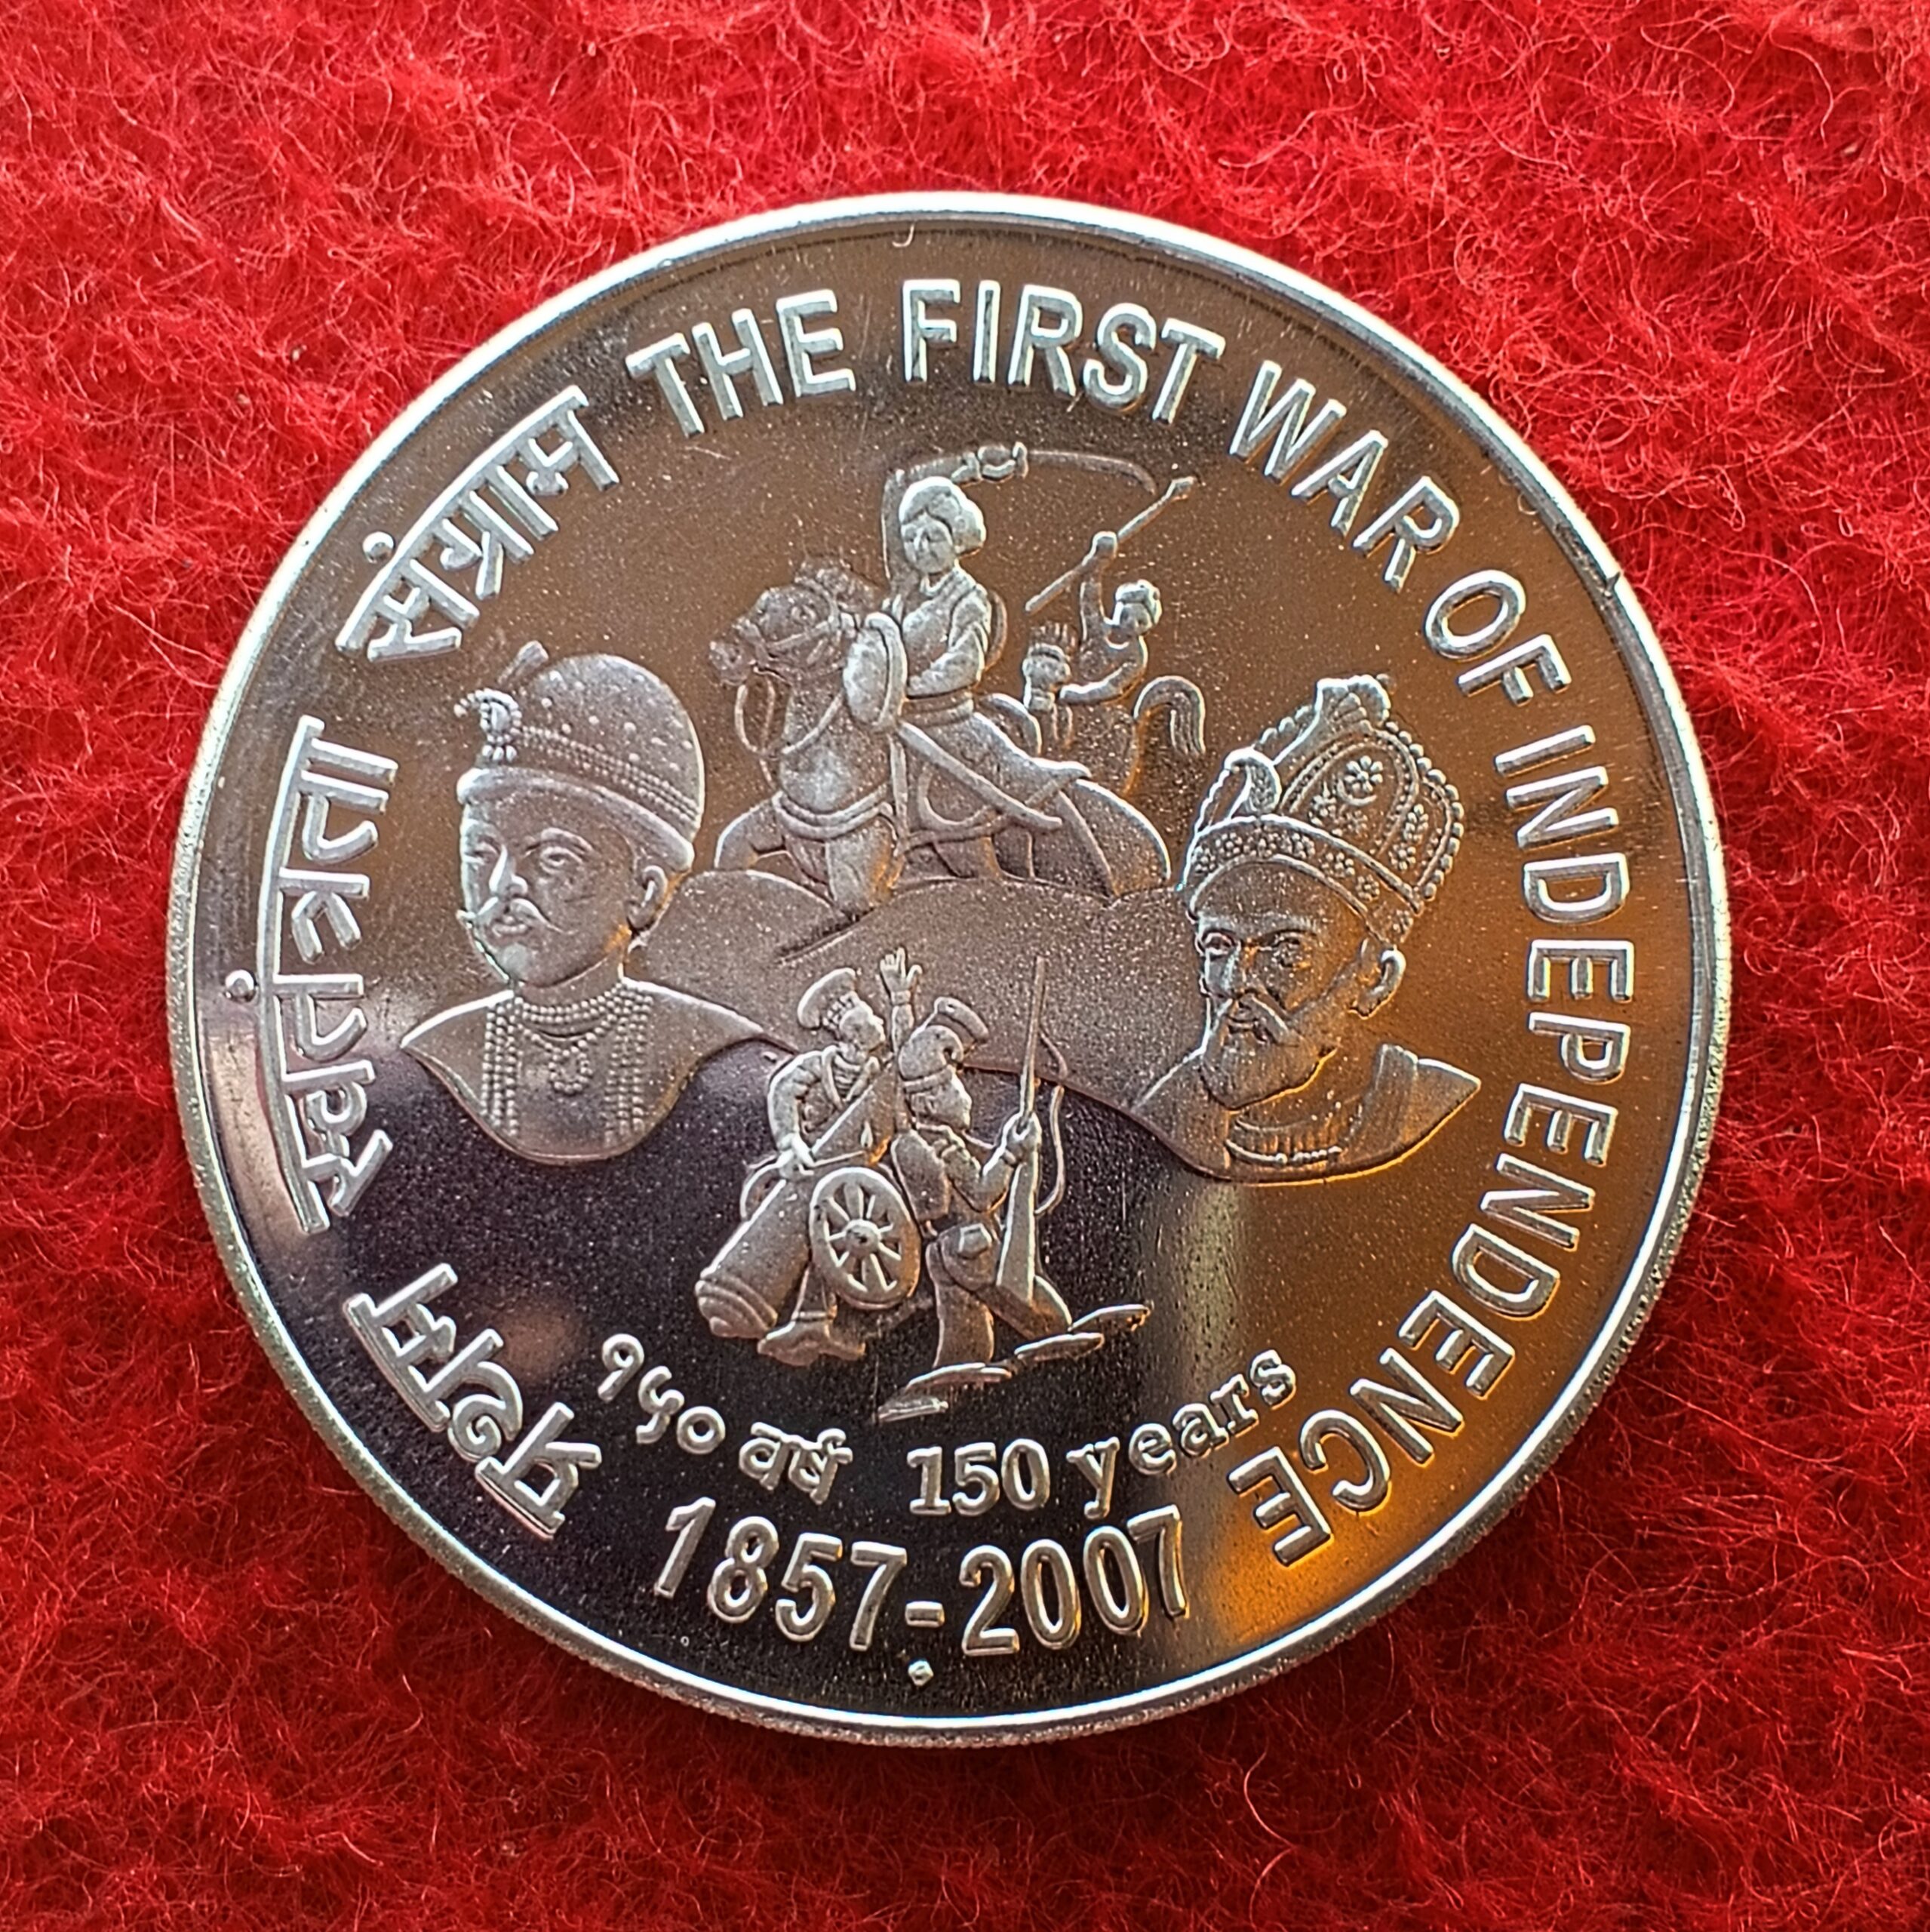 प्रथम स्वतंत्रता संग्राम THE FIRST WAR OF INDEPENDENCE
१५० वर्ष 150 years
1857-2007